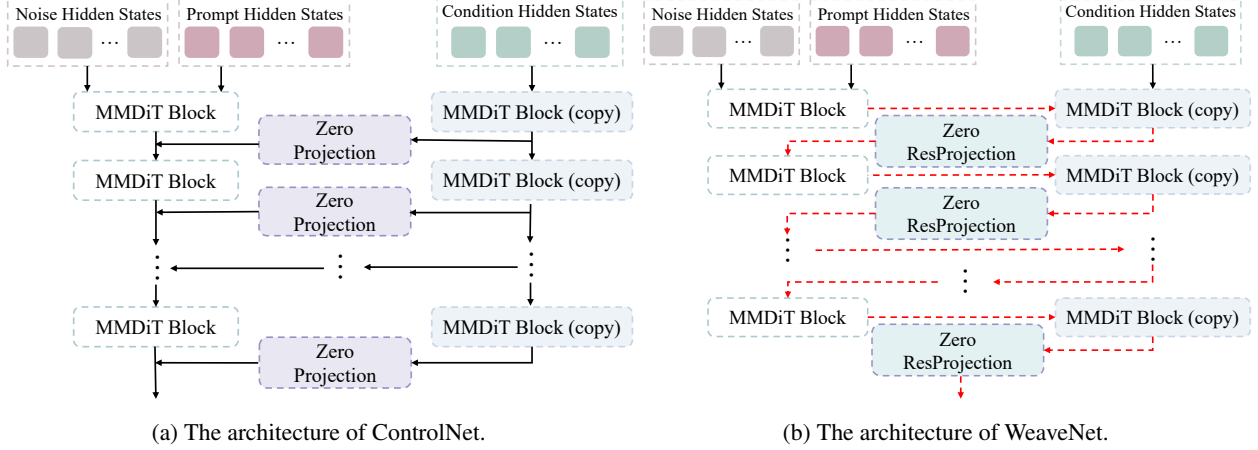 Noise Hidden States
Prompt Hidden States
Condition Hidden States
...
...
...
MMDiT Block
MMDiT Block (copy)
Zero
Projection
MMDiT Block
MMDiT Block (copy)
Zero
Projection
MMDiT Block
MMDiT Block (copy)
Zero
Projection
(a) The architecture of ControlNet.
Noise Hidden States
Prompt Hidden States
Condition Hidden States
...
...
...
MMDiT Block
MMDiT Block (copy)
Zero
ResProjection
MMDiT Block
MMDiT Block (copy)
Zero
ResProjection
MMDiT Block
MMDiT Block (copy)
Zero
ResProjection
(b) The architecture of WeaveNet.